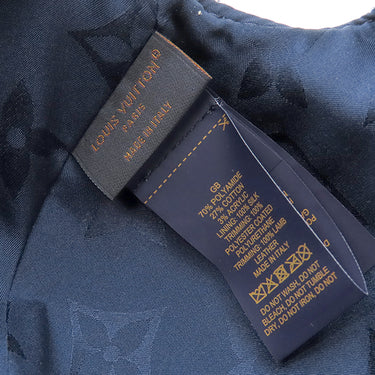 LOUIS VUITTON
PARIS
MADE IN ITALY
GB
70% POLYAMIDE
27% COTTON
3% ACRYLIC
LINING: 100% SILK
TRIMMING: 100%
POLYESTER COATED
POLYURETHANE
TRIMMING: 100% LAMB
LEATHER
MADE IN ITALY
DO NOT WASH, DO NOT
BLEACH, DO NOT TUMBLE
DRY, DO NOT IRON, DO NOT